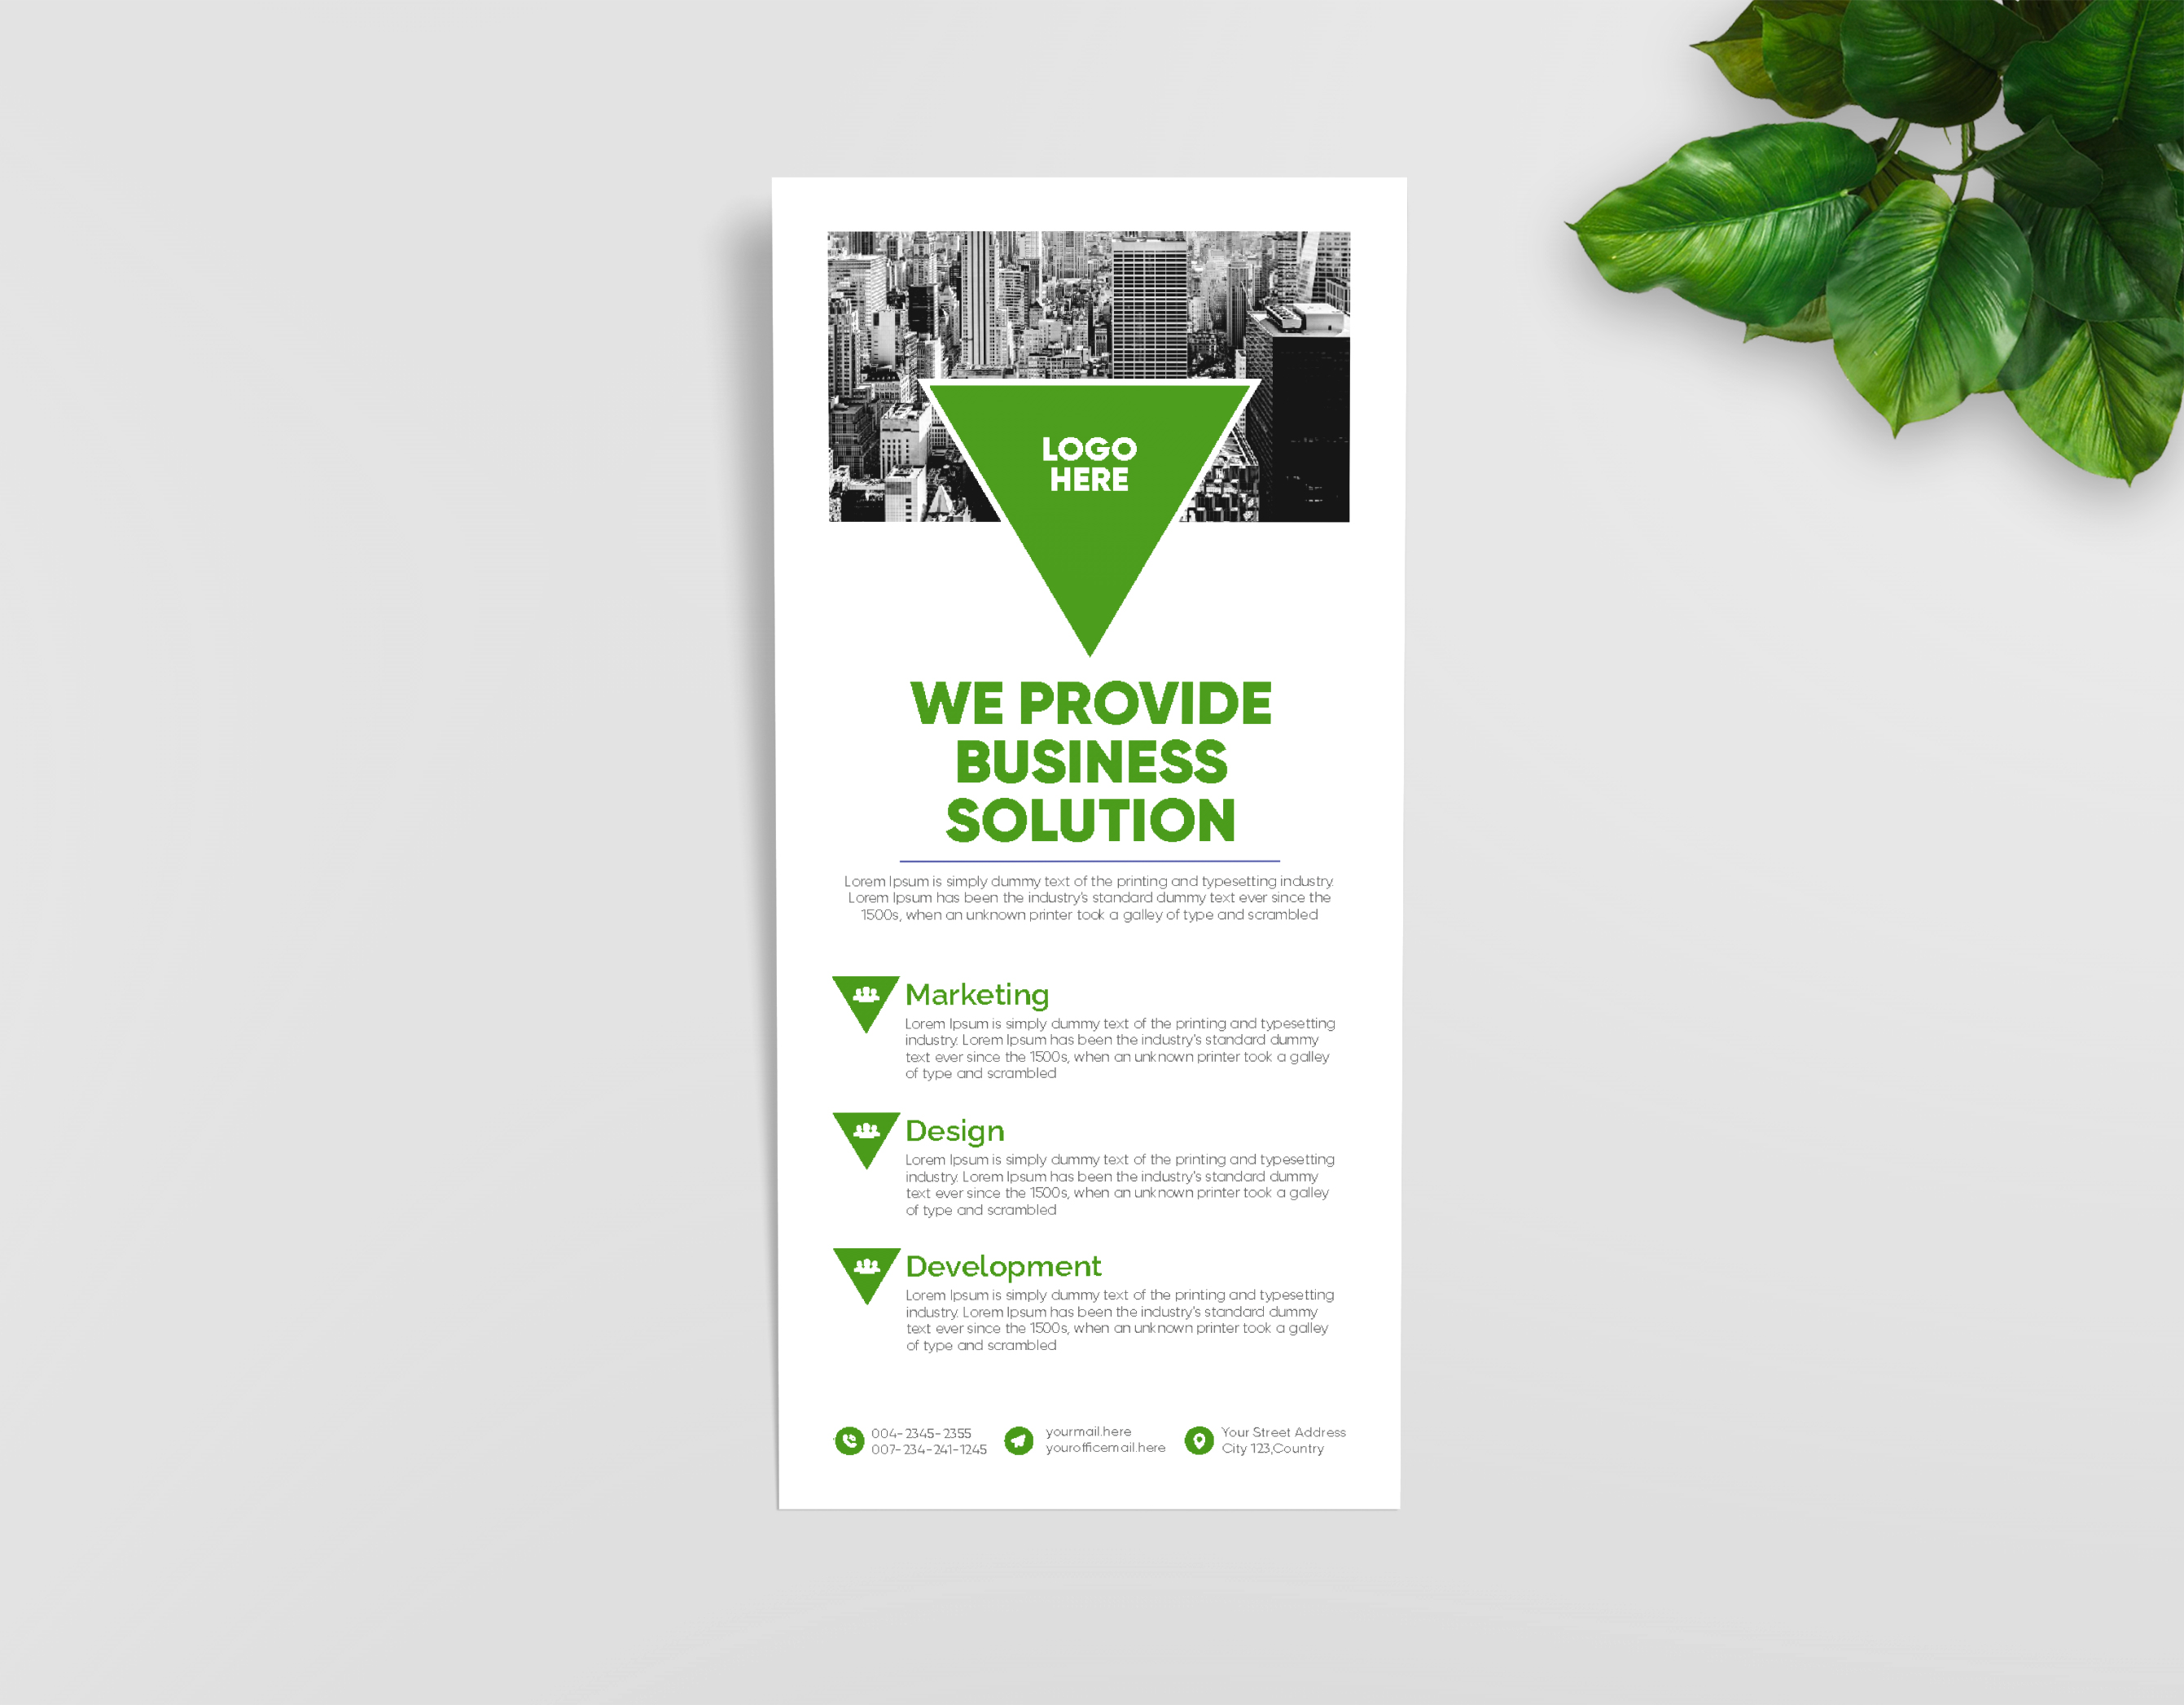 LOGO
HERE
WE PROVIDE
BUSINESS
SOLUTION
Lorem Ipsum is simply dummy text of the printing and typesetting industry.
Lorem Ipsum has been the industry's standard dummy text ever since the
1500s, when an unknown printer took a galley of type and scrambled
Marketing
Lorem Ipsum is simply dummy text of the printing and typesetting
industry. Lorem Ipsum has been the industry's standard dummy
text ever since the 1500s, when an unknown printer took a galley
of type and scrambled
Design
Lorem Ipsum is simply dummy text of the printing and typesetting
industry. Lorem Ipsum has been the industry's standard dummy
text ever since the 1500s, when an unknown printer took a galley
of type and scrambled
Development
Lorem Ipsum is simply dummy text of the printing and typesetting
industry. Lorem Ipsum has been the industry's standard dummy
text ever since the 1500s, when an unknown printer took a galley
of type and scrambled
004-2345-2355
007-234-241-1245
yourmail.here
yourofficemail.here
Your Street Address
City 123,Country